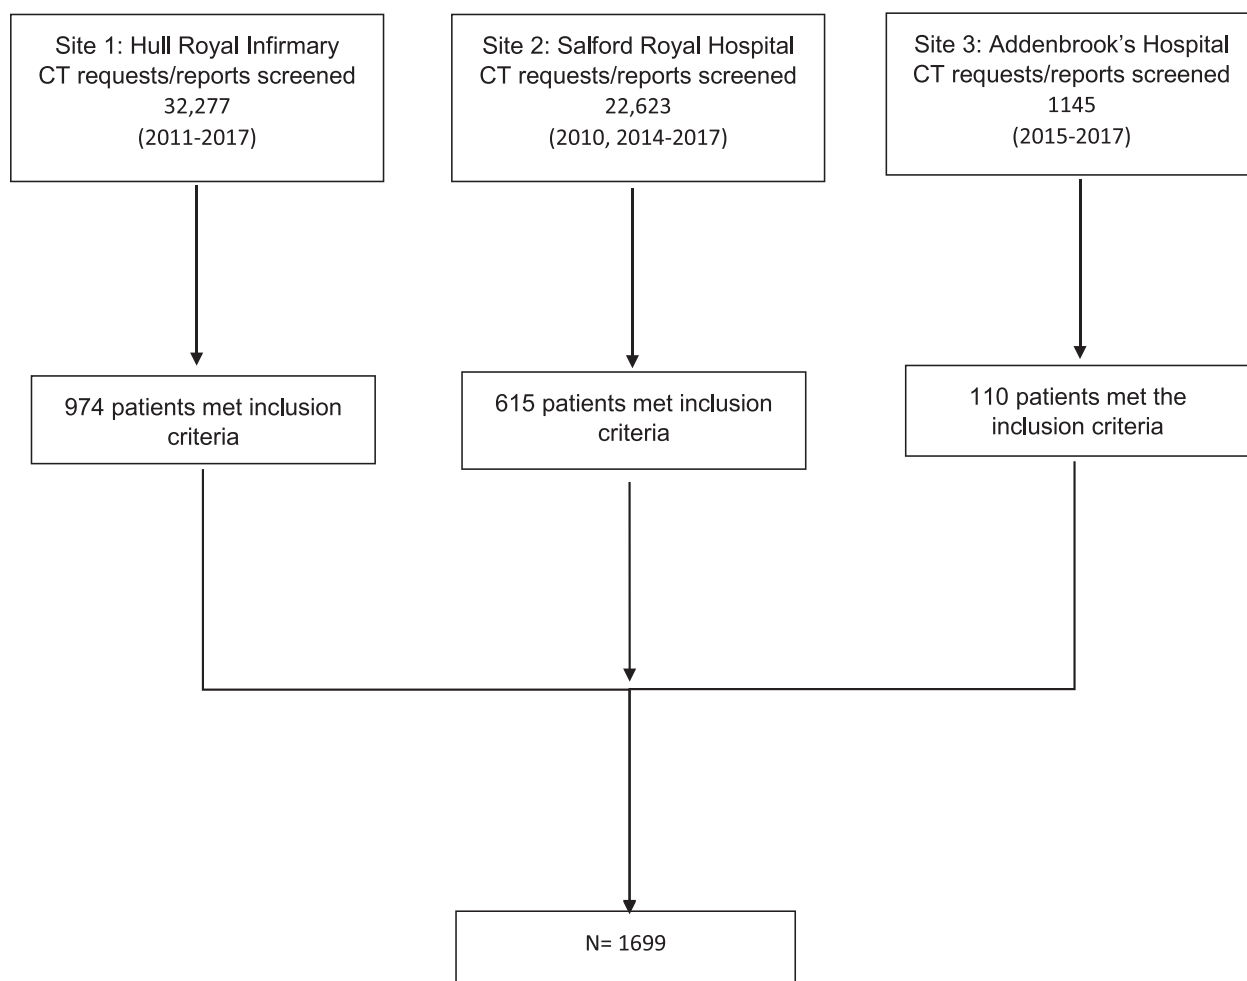 Site 1: Hull Royal Infirmary
CT requests/reports screened
32,277
(2011-2017)
Site 2: Salford Royal Hospital
CT requests/reports screened
22,623
(2010, 2014-2017)
Site 3: Addenbrook’s Hospital
CT requests/reports screened
1145
(2015-2017)
974 patients met inclusion
criteria
615 patients met inclusion
criteria
110 patients met the
inclusion criteria
N= 1699